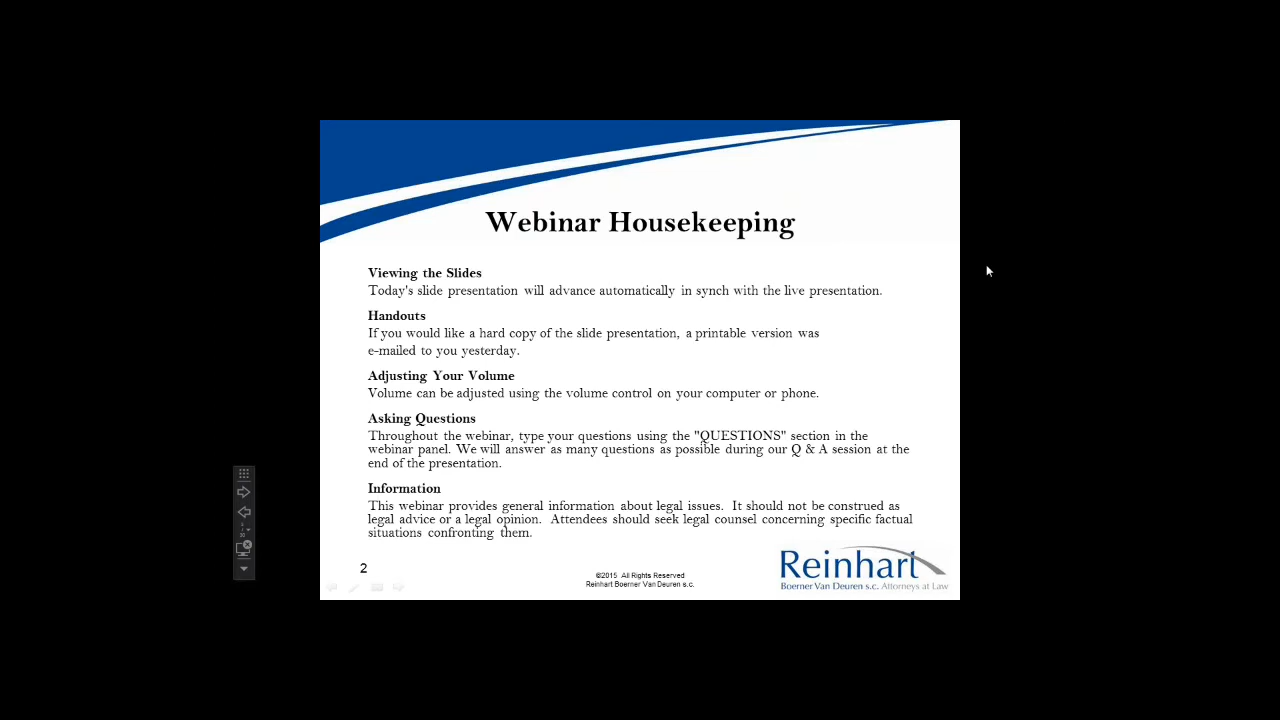 Webinar Housekeeping
Viewing the Slides
Today's slide presentation will advance automatically in synch with the live presentation.
Handouts
If you would like a hard copy of the slide presentation, a printable version was
e-mailed to you yesterday.
Adjusting Your Volume
Volume can be adjusted using the volume control on your computer or phone.
Asking Questions
Throughout the webinar, type your questions using the "QUESTIONS" section in the
webinar panel. We will answer as many questions as possible during our Q & A session at the
end of the presentation.
Information
This webinar provides general information about legal issues. It should not be construed as
legal advice or a legal opinion. Attendees should seek legal counsel concerning specific factual
situations confronting them.
2
©2015 All Rights Reserved
Reinhart Boerner Van Deuren s.c.
Reinhart
Boerner Van Deuren s.c. Attorneys at Law